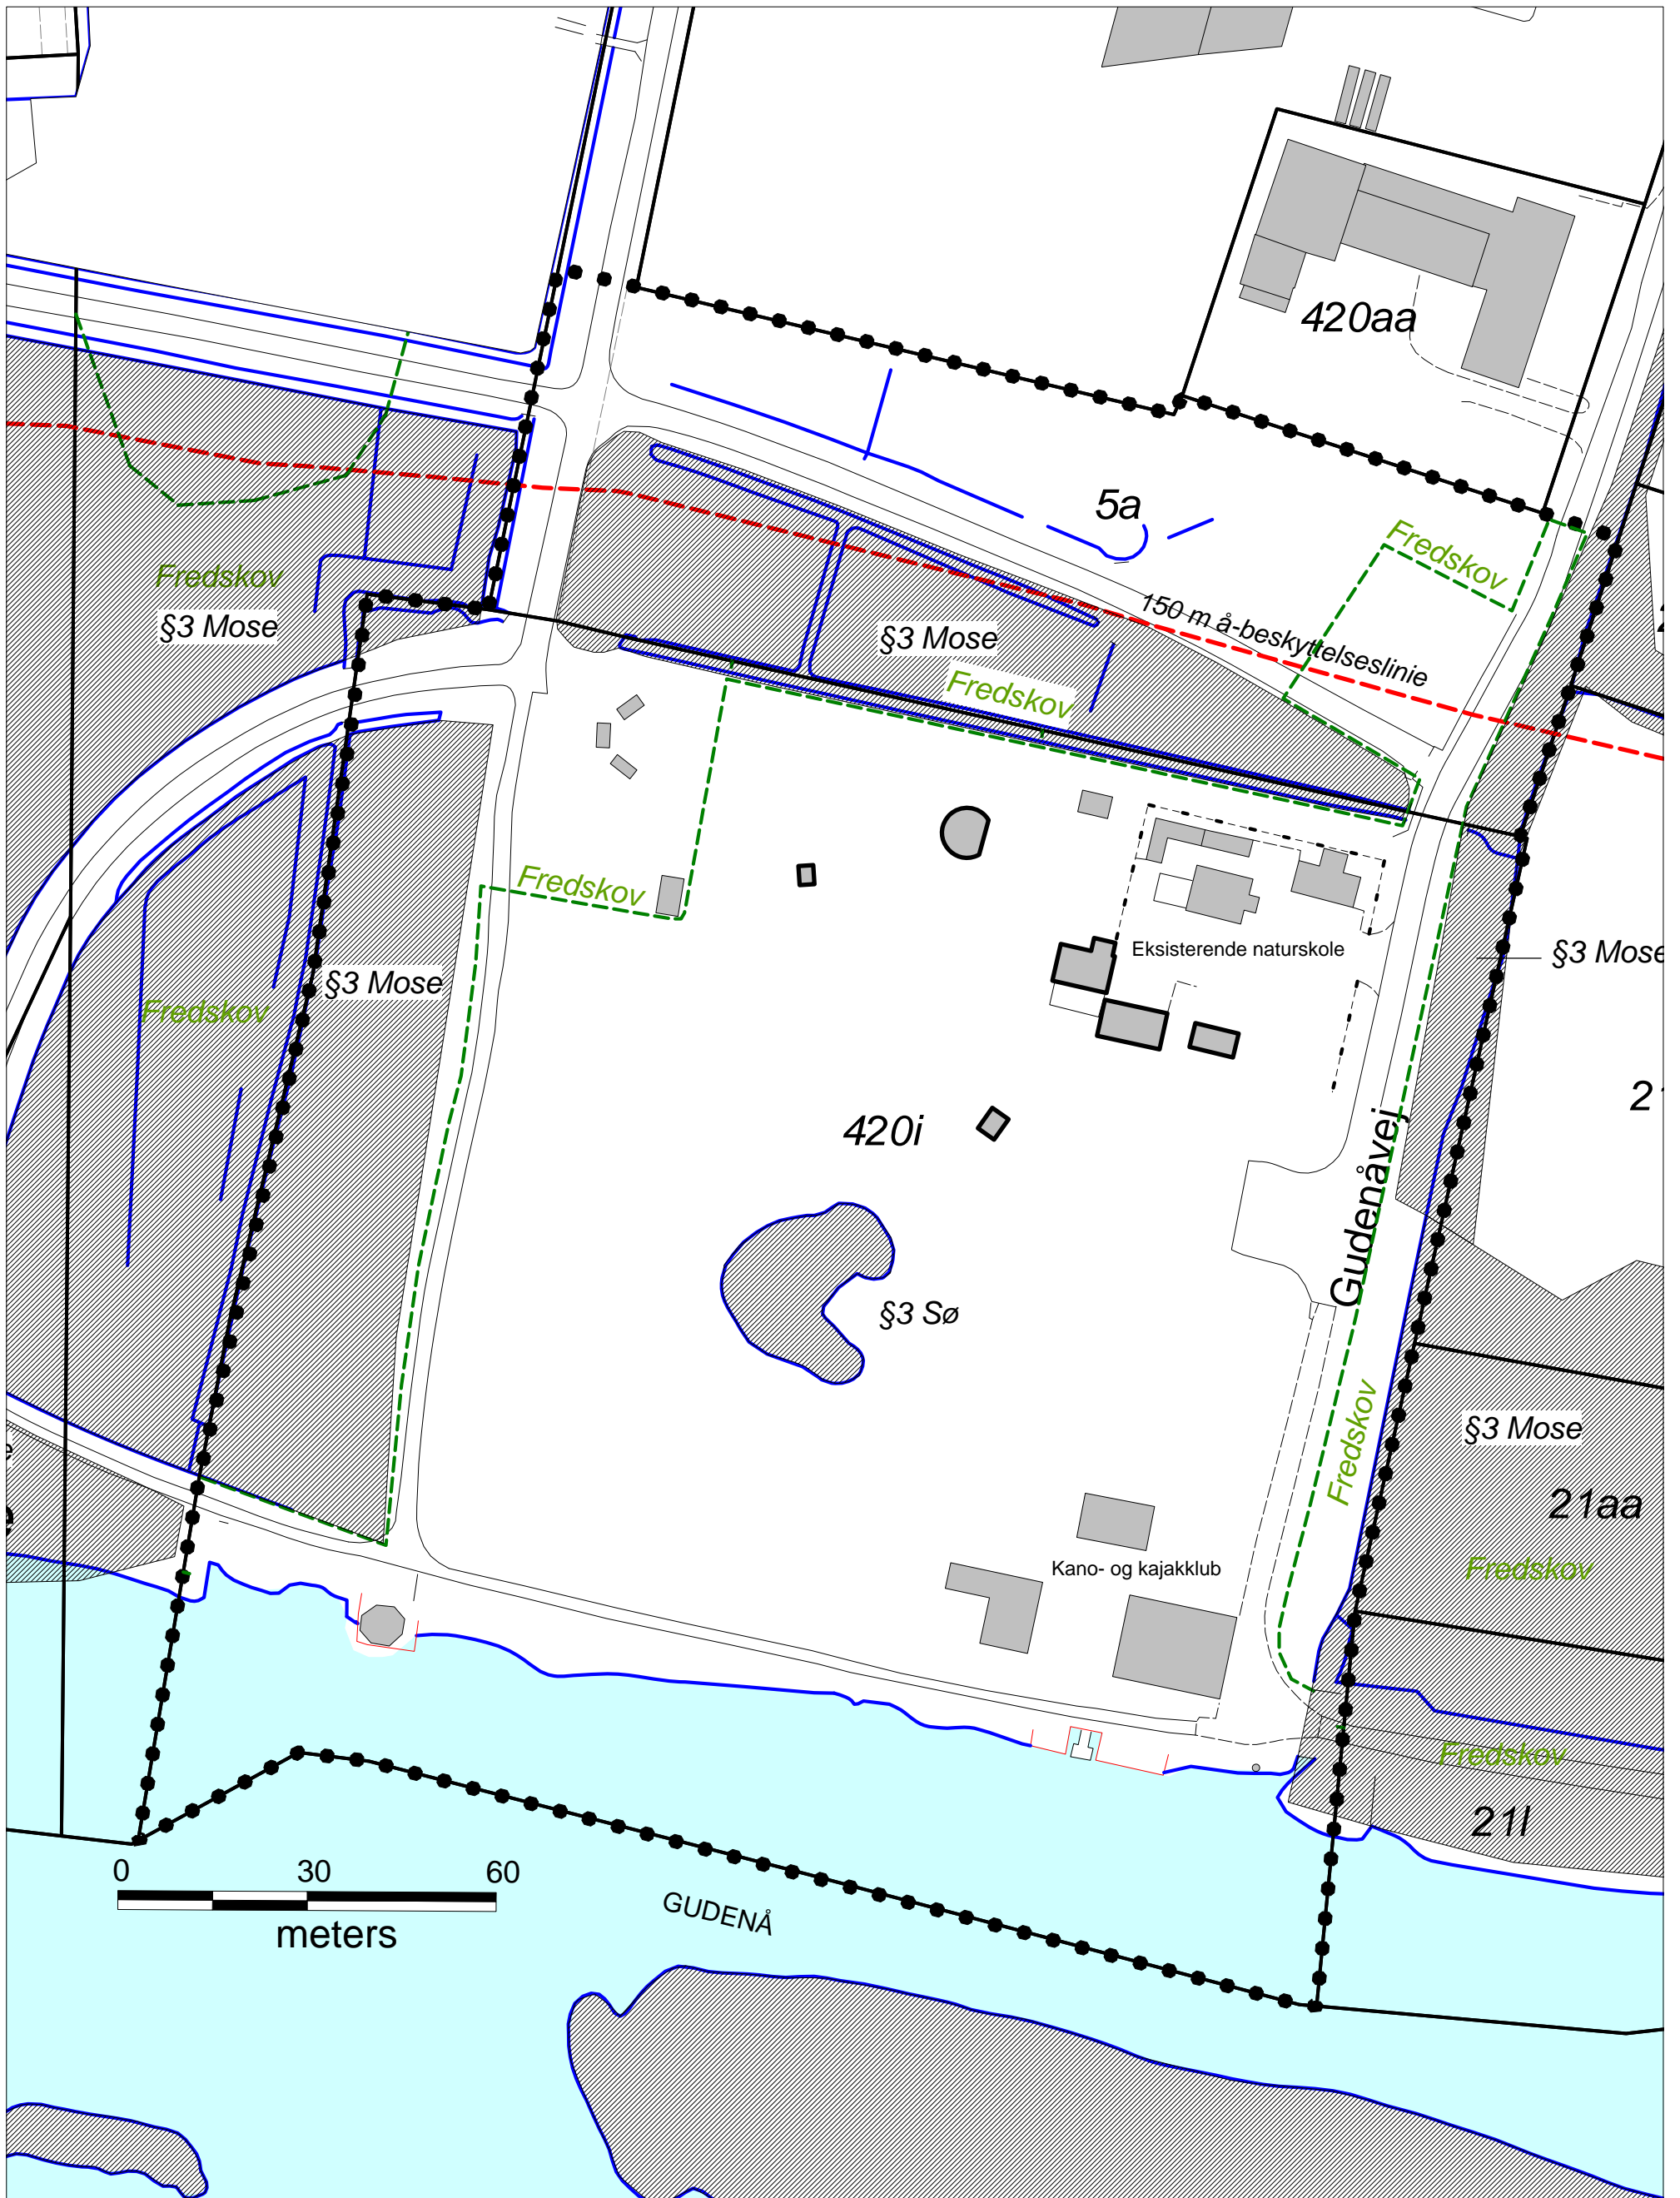 420aa
5a
Fredskov
Fredskov
§3 Mose
150 m å-beskyttelseslinie
§3 Mose
Fredskov
Fredskov
Eksisterende naturskole
§3 Mose
§3 Mose
Fredskov
420i
Gudenåvej
§3 Sø
Fredskov
§3 Mose
21aa
Kano- og kajakklub
Fredskov
Fredskov
21l
0 30 60
meters
GUDENÅ